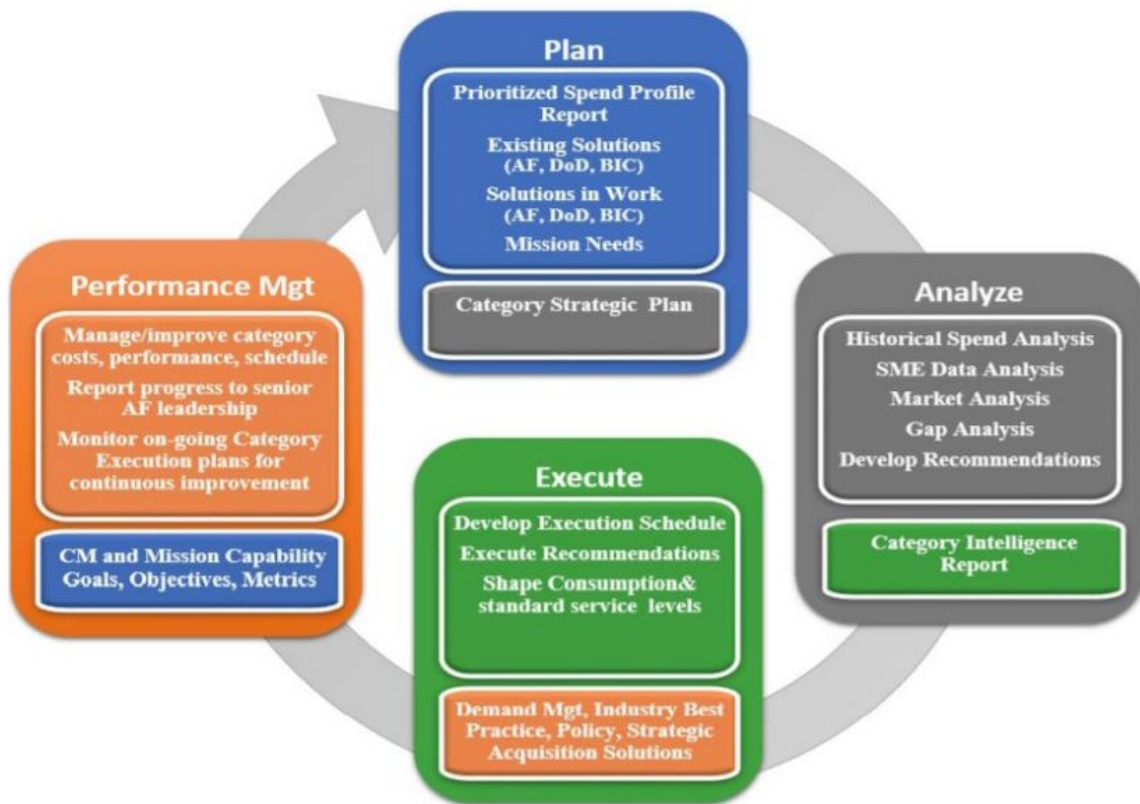 Plan
Prioritized Spend Profile
Report
Existing Solutions
(AF, DoD, BIC)
Solutions in Work
(AF, DoD, BIC)
Mission Needs
Category Strategic Plan
Analyze
Historical Spend Analysis
SME Data Analysis
Market Analysis
Gap Analysis
Develop Recommendations
Category Intelligence
Report
Execute
Develop Execution Schedule
Execute Recommendations
Shape Consumption&
standard service levels
Demand Mgt, Industry Best
Practice, Policy, Strategic
Acquisition Solutions
Performance Mgt
Manage/improve category
costs, performance, schedule
Report progress to senior
AF leadership
Monitor on-going Category
Execution plans for
continuous improvement
CM and Mission Capability
Goals, Objectives, Metrics